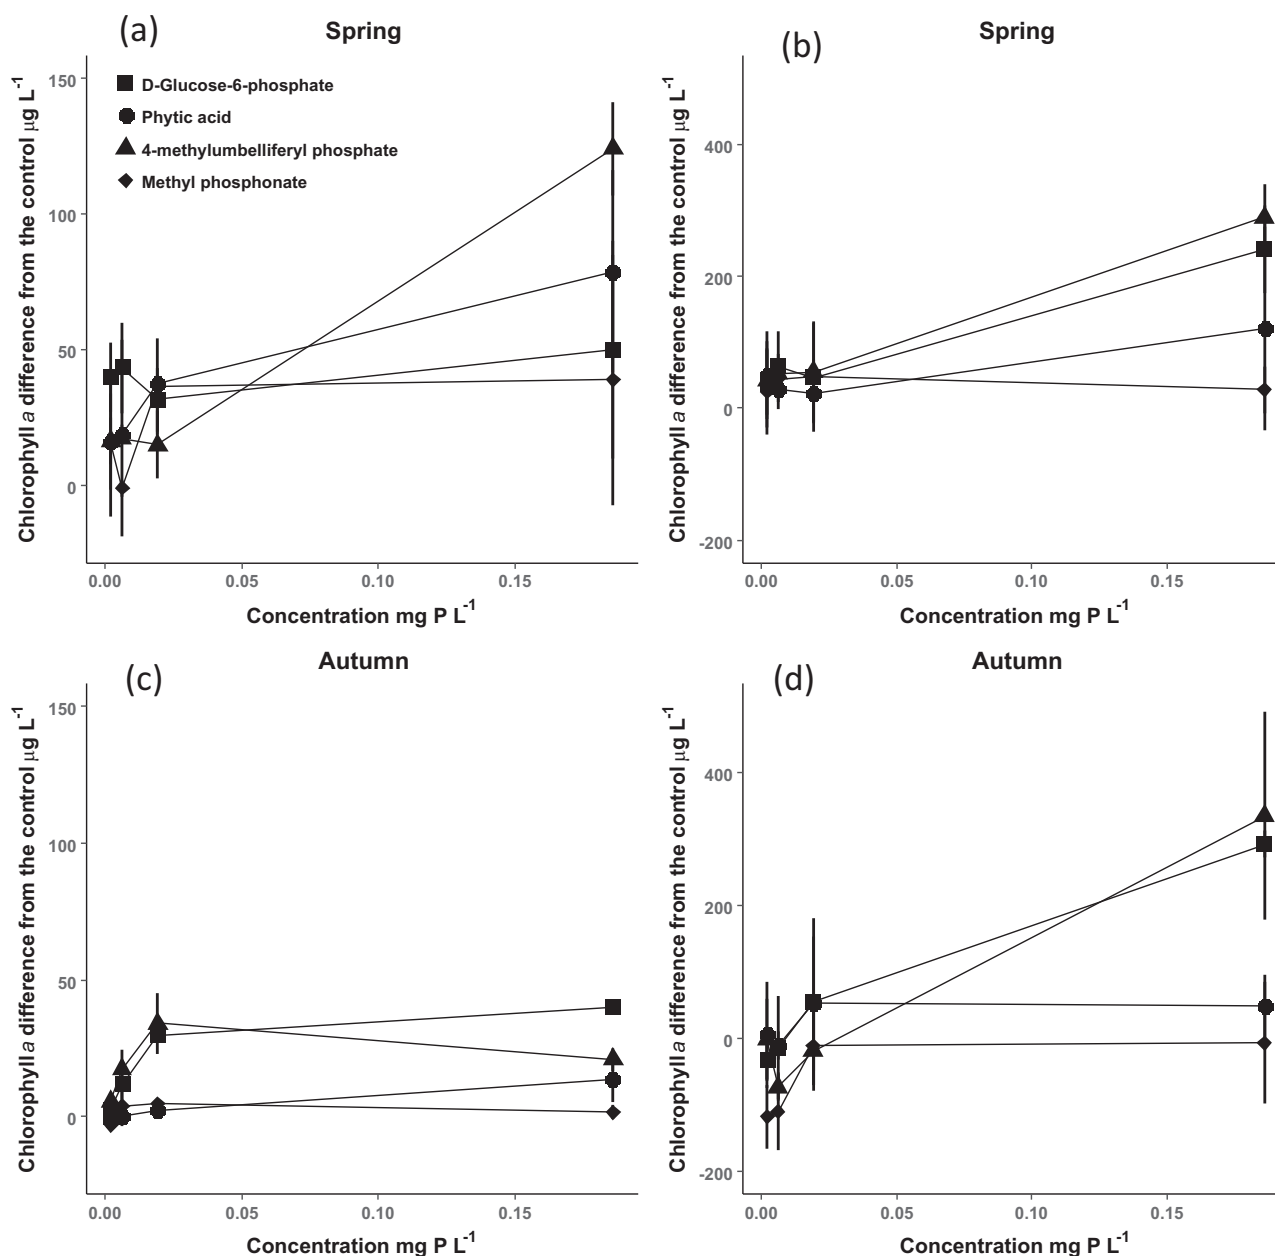 (a)
Spring
Chlorophyll a difference from the control µg L-1
150
100
50
0
D-Glucose-6-phosphate
Phytic acid
4-methylumbelliferyl phosphate
Methyl phosphonate
0.00
0.05
0.10
0.15
Concentration mg P L-1
(b)
Spring
Chlorophyll a difference from the control µg L-1
400
200
0
-200
0.00
0.05
0.10
0.15
Concentration mg P L-1
(c)
Autumn
Chlorophyll a difference from the control µg L-1
150
100
50
0
0.00
0.05
0.10
0.15
Concentration mg P L-1
(d)
Autumn
Chlorophyll a difference from the control µg L-1
400
200
0
-200
0.00
0.05
0.10
0.15
Concentration mg P L-1